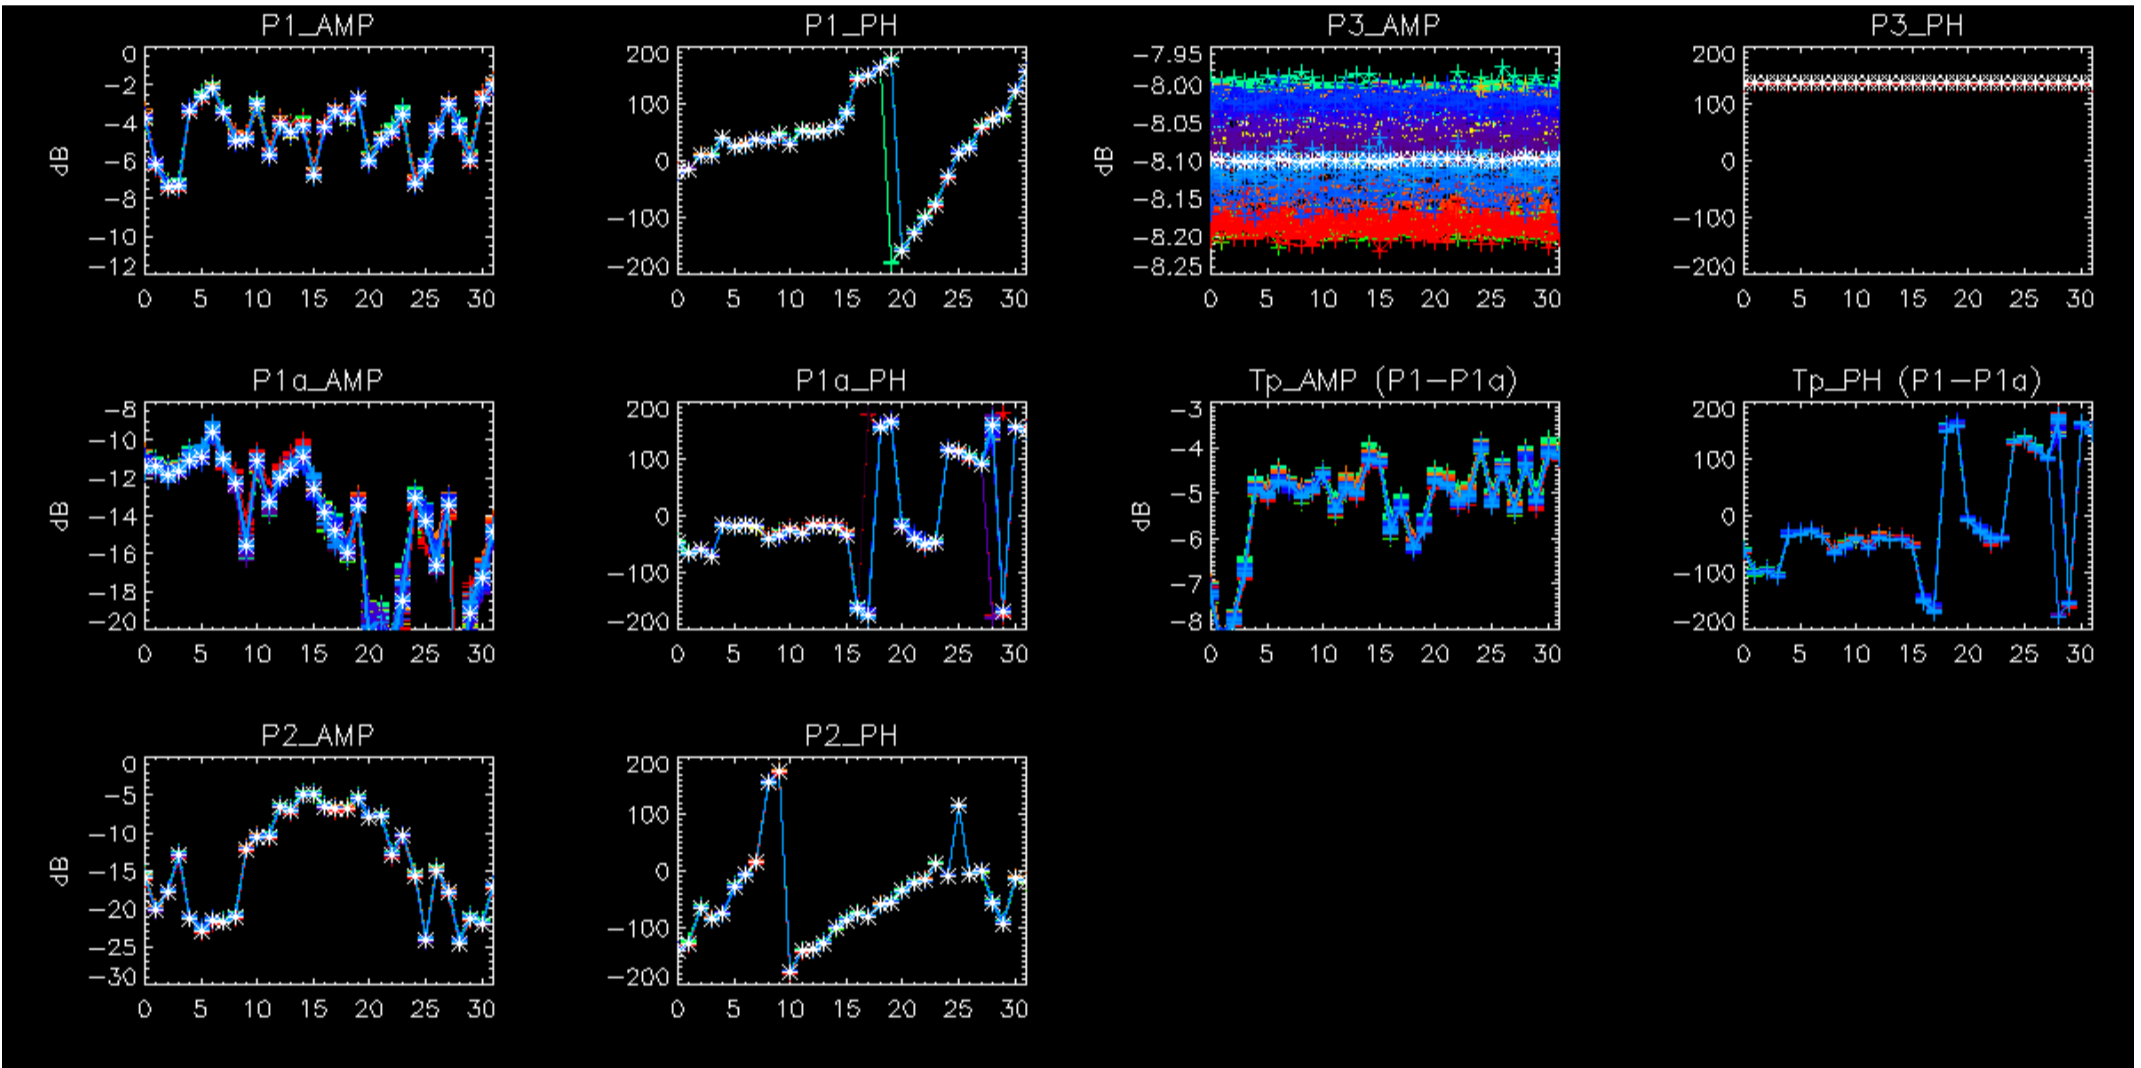 P1_AMP
P1_PH
P3_AMP
P3_PH
0
-2
-4
-6
-8
-10
-12
dB
0 5 10 15 20 25 30
200
100
0
-100
-200
0 5 10 15 20 25 30
-7.95
-8.00
-8.05
-8.10
-8.15
-8.20
-8.25
dB
0 5 10 15 20 25 30
200
100
0
-100
-200
0 5 10 15 20 25 30
P1a_AMP
P1a_PH
Tp_AMP (P1-P1a)
Tp_PH (P1-P1a)
-8
-10
-12
-14
-16
-18
-20
dB
0 5 10 15 20 25 30
200
100
0
-100
-200
0 5 10 15 20 25 30
-3
-4
-5
-6
-7
-8
dB
0 5 10 15 20 25 30
200
100
0
-100
-200
0 5 10 15 20 25 30
P2_AMP
P2_PH
0
-5
-10
-15
-20
-25
-30
dB
0 5 10 15 20 25 30
200
100
0
-100
-200
0 5 10 15 20 25 30